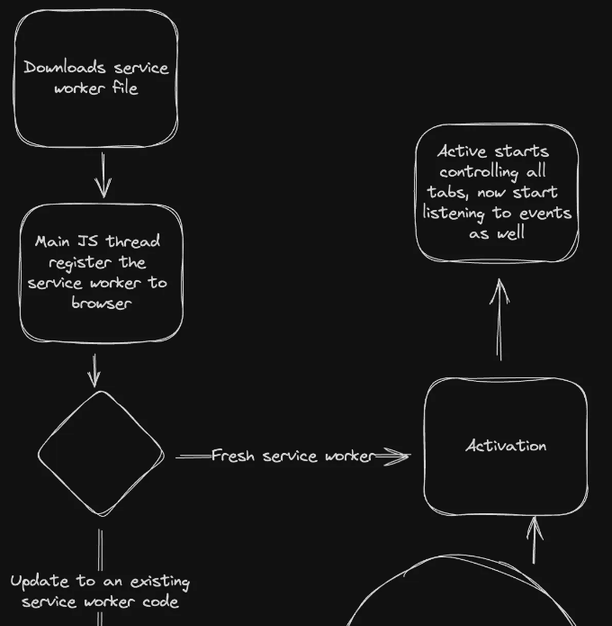 Downloads service
worker file
Main JS thread
register the
service worker to
browser
Fresh service worker
Update to an existing
service worker code
Active starts
controlling all
tabs, now start
listening to events
as well
Activation